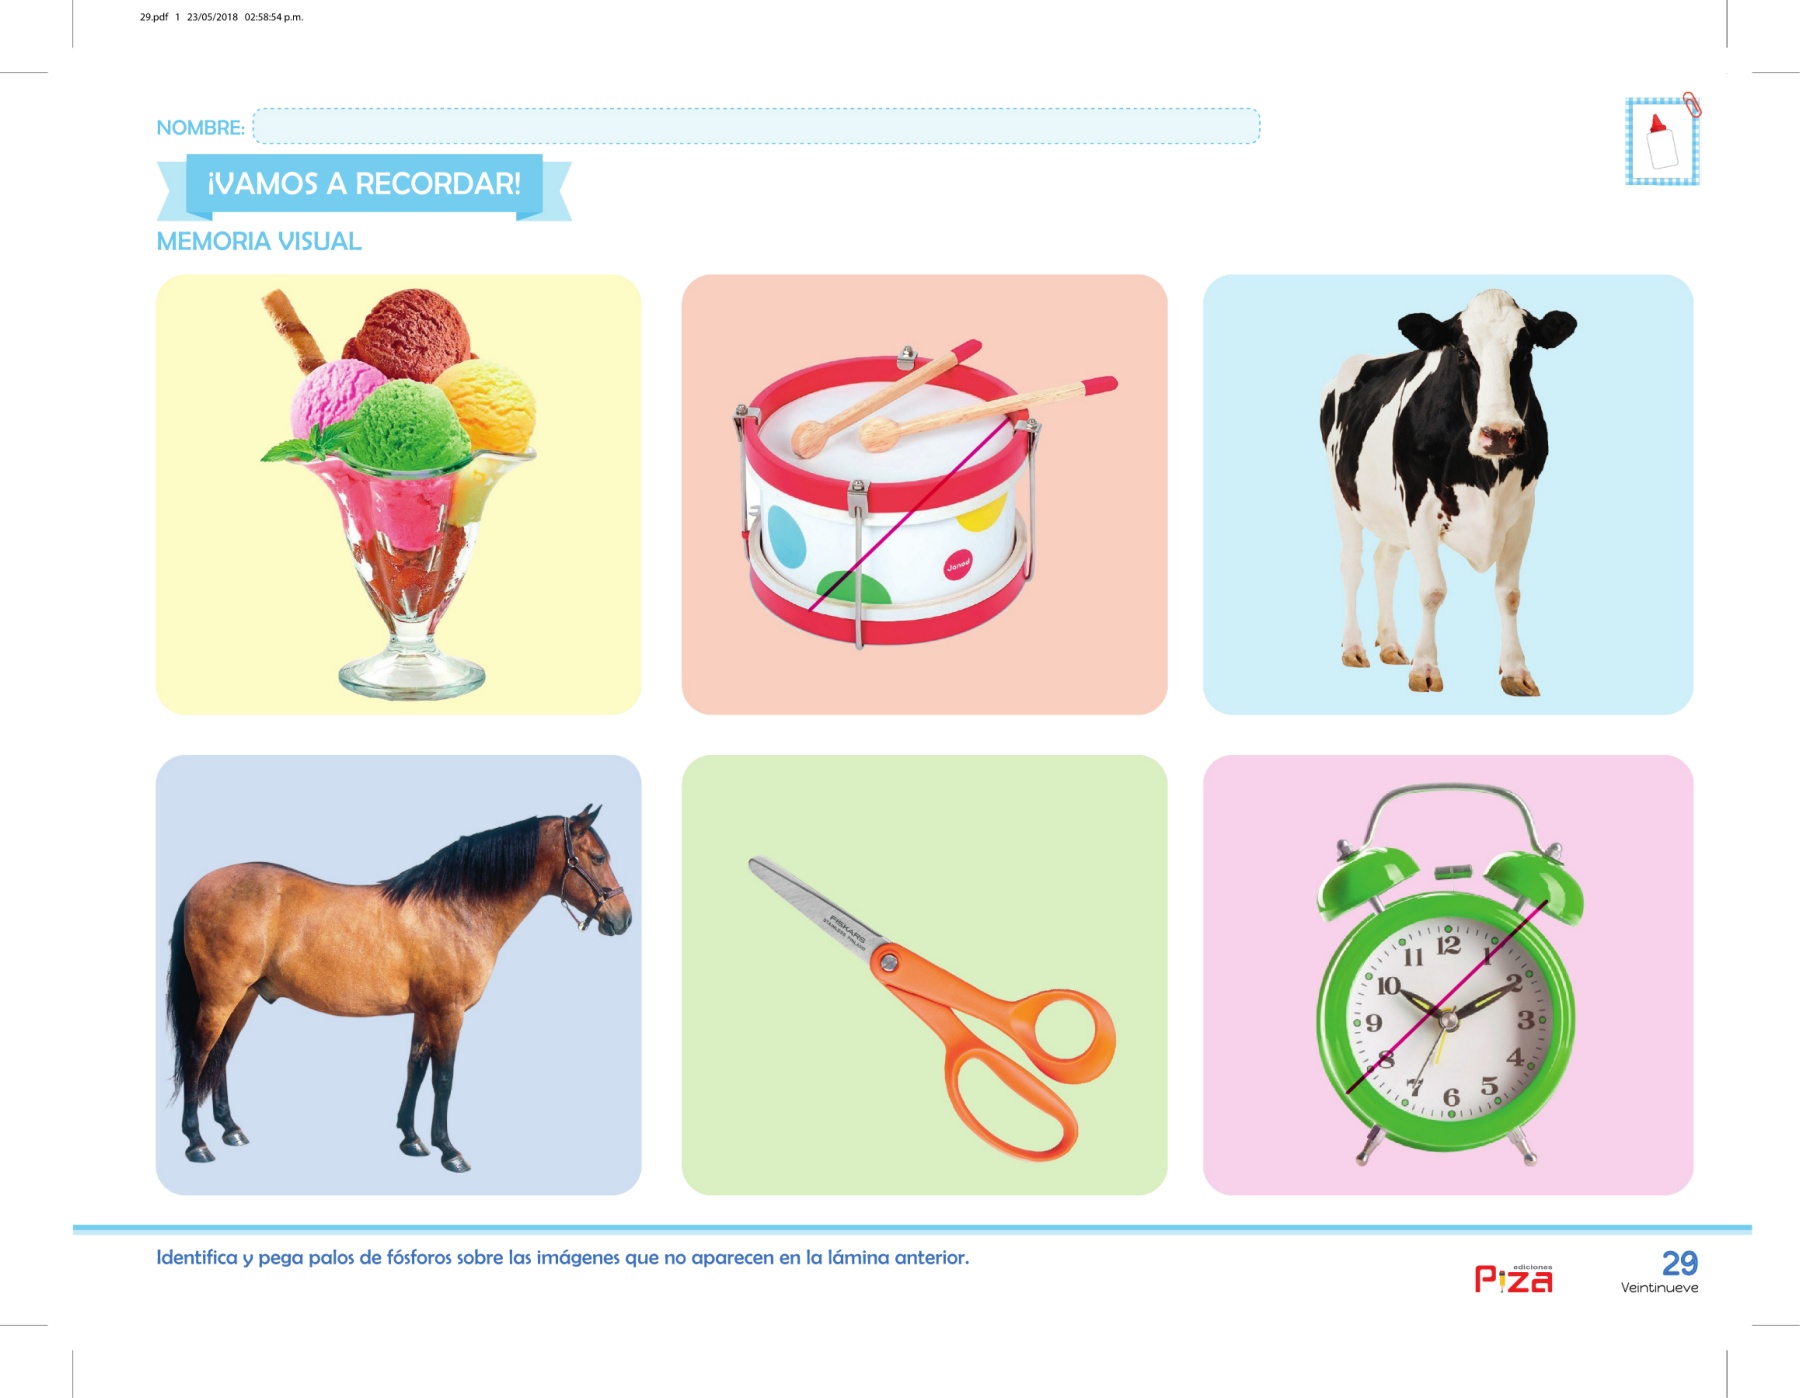 29.pdf 1 23/05/2018 02:58:54 p.m.
NOMBRE:
¡VAMOS A RECORDAR!
MEMORIA VISUAL
Janod
FISKARS
STAINLESS FINLAND
12
11
1
10
2
9
3
8
4
7
5
6
Identifica y pega palos de fósforos sobre las imágenes que no aparecen en la lámina anterior.
ediciones
Piza
29
Veintinueve